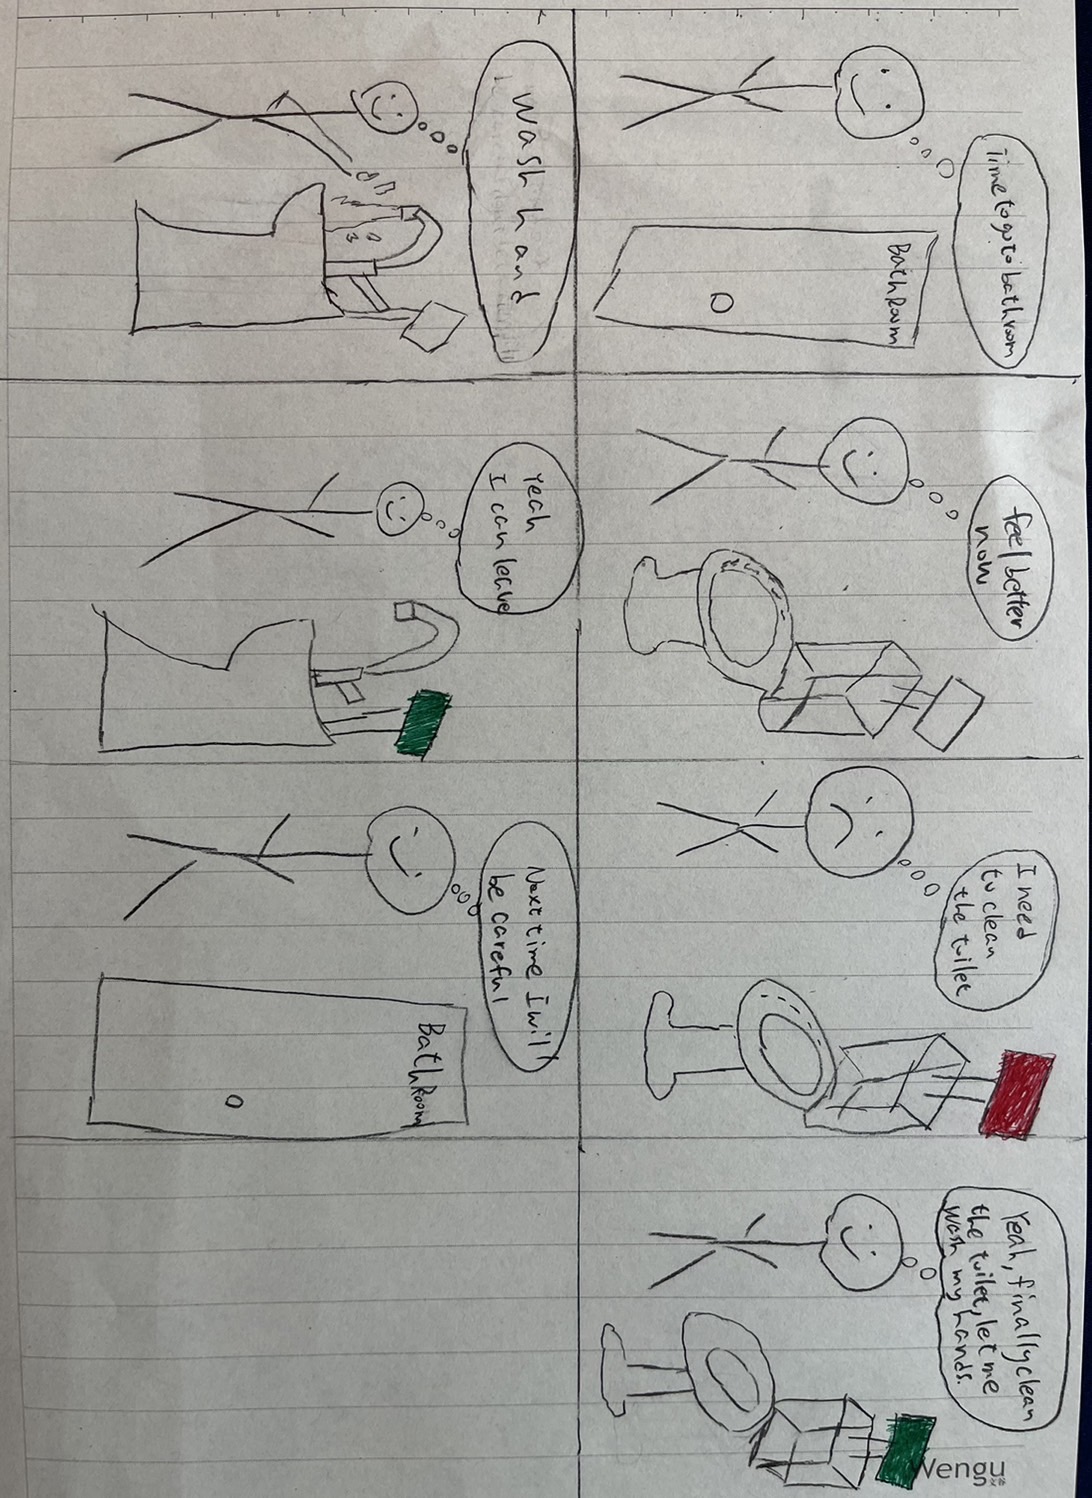 Time to go to bathroom
BathRoom
feel better
now
I need
to clean
the toilet
Yeah, finally clean
the toilet, let me
wash my hands.
wash hand
Yeah
I can leave
Next time I will
be careful
BathRoom
Wengu